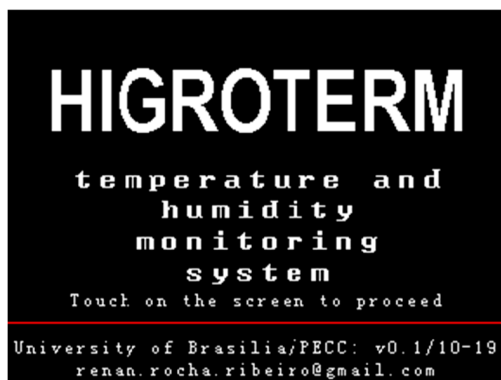 HIGROTERM
temperature and
humidity
monitoring
system
Touch on the screen to proceed
University of Brasilia/PECC: v0.1/10-19
renan.rocha.ribeiro@gmail.com